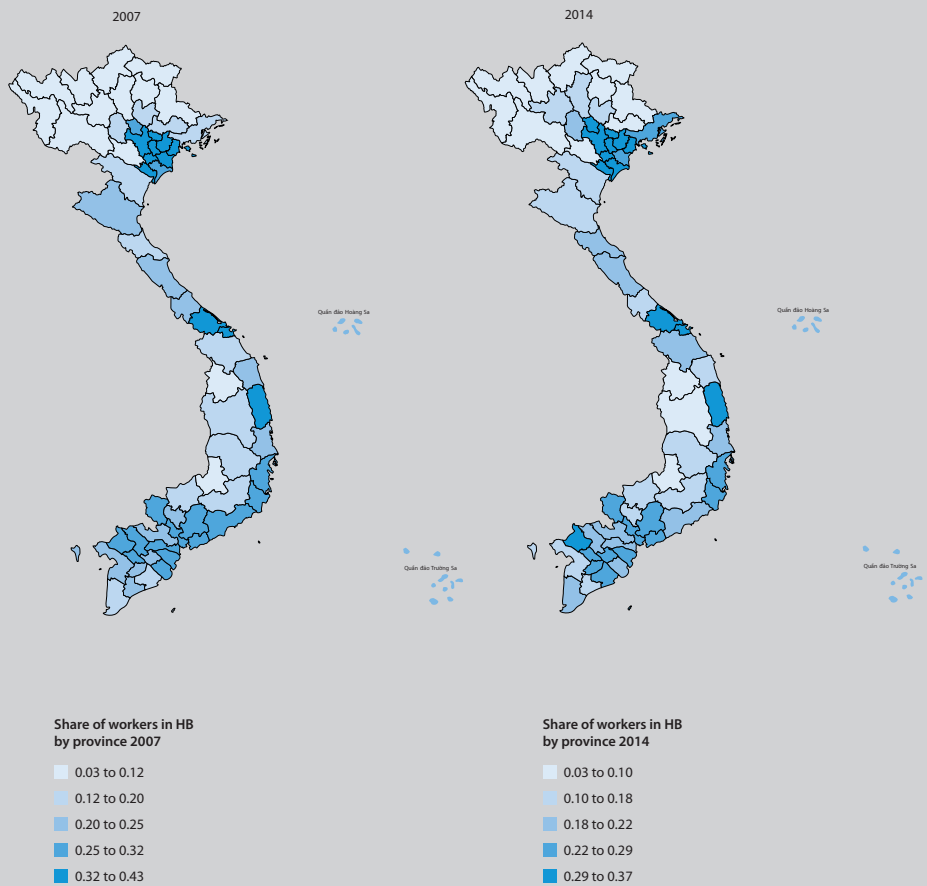 2007
2014
Quần đảo Hoàng Sa
Quần đảo Hoàng Sa
Quần đảo Trường Sa
Quần đảo Trường Sa
Share of workers in HB
by province 2007
0.03 to 0.12
0.12 to 0.20
0.20 to 0.25
0.25 to 0.32
0.32 to 0.43
Share of workers in HB
by province 2014
0.03 to 0.10
0.10 to 0.18
0.18 to 0.22
0.22 to 0.29
0.29 to 0.37